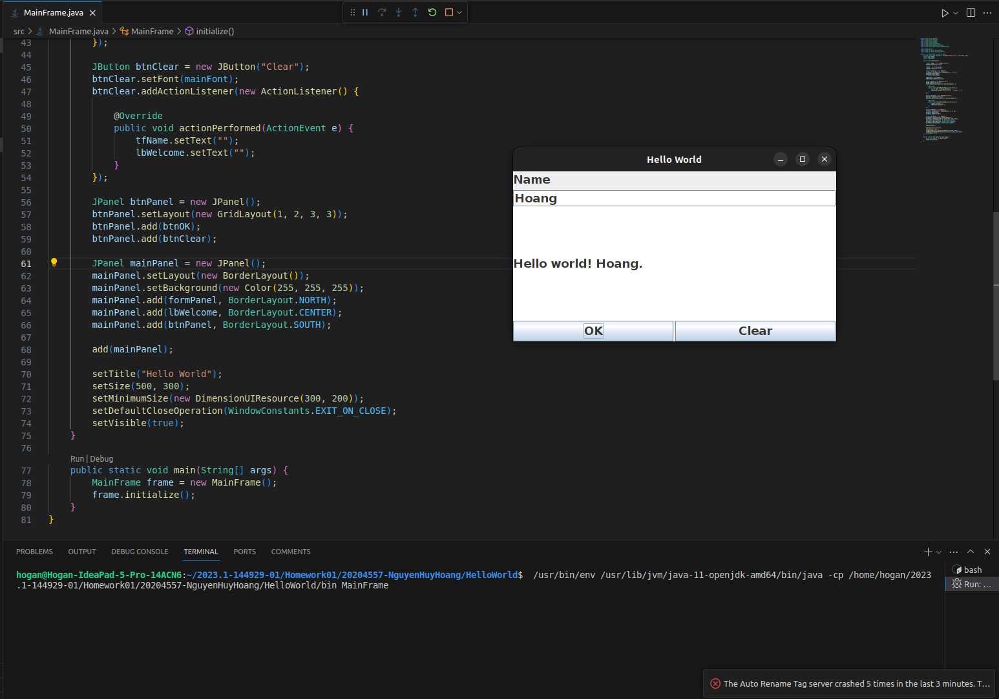 MainFrame.java
src > MainFrame.java > MainFrame > initialize()
43 });
44
45 JButton btnClear = new JButton("Clear");
46 btnClear.setFont(mainFont);
47 btnClear.addActionListener(new ActionListener() {
48
49 @Override
50 public void actionPerformed(ActionEvent e) {
51 tfName.setText("");
52 lbWelcome.setText("");
53 }
54 });
55
56 JPanel btnPanel = new JPanel();
57 btnPanel.setLayout(new GridLayout(1, 2, 3, 3));
58 btnPanel.add(btnOK);
59 btnPanel.add(btnClear);
60
61 JPanel mainPanel = new JPanel();
62 mainPanel.setLayout(new BorderLayout());
63 mainPanel.setBackground(new Color(255, 255, 255));
64 mainPanel.add(formPanel, BorderLayout.NORTH);
65 mainPanel.add(lbWelcome, BorderLayout.CENTER);
66 mainPanel.add(btnPanel, BorderLayout.SOUTH);
67
68 add(mainPanel);
69
70 setTitle("Hello World");
71 setSize(500, 300);
72 setMinimumSize(new DimensionUIResource(300, 200));
73 setDefaultCloseOperation(WindowConstants.EXIT_ON_CLOSE);
74 setVisible(true);
75 }
76
Run | Debug
77 public static void main(String[] args) {
78 MainFrame frame = new MainFrame();
79 frame.initialize();
80 }
81 }
Hello World
Name
Hoang
Hello world! Hoang.
OK Clear
PROBLEMS OUTPUT DEBUG CONSOLE TERMINAL PORTS COMMENTS
hogan@Hogan-IdeaPad-5-Pro-14ACN6:~/2023.1-144929-01/Homework01/20204557-NguyenHuyHoang/HelloWorld$ /usr/bin/env /usr/lib/jvm/java-11-openjdk-amd64/bin/java -cp /home/hogan/2023
.1-144929-01/Homework01/20204557-NguyenHuyHoang/HelloWorld/bin MainFrame
bash
Run: ...
The Auto Rename Tag server crashed 5 times in the last 3 minutes. T...